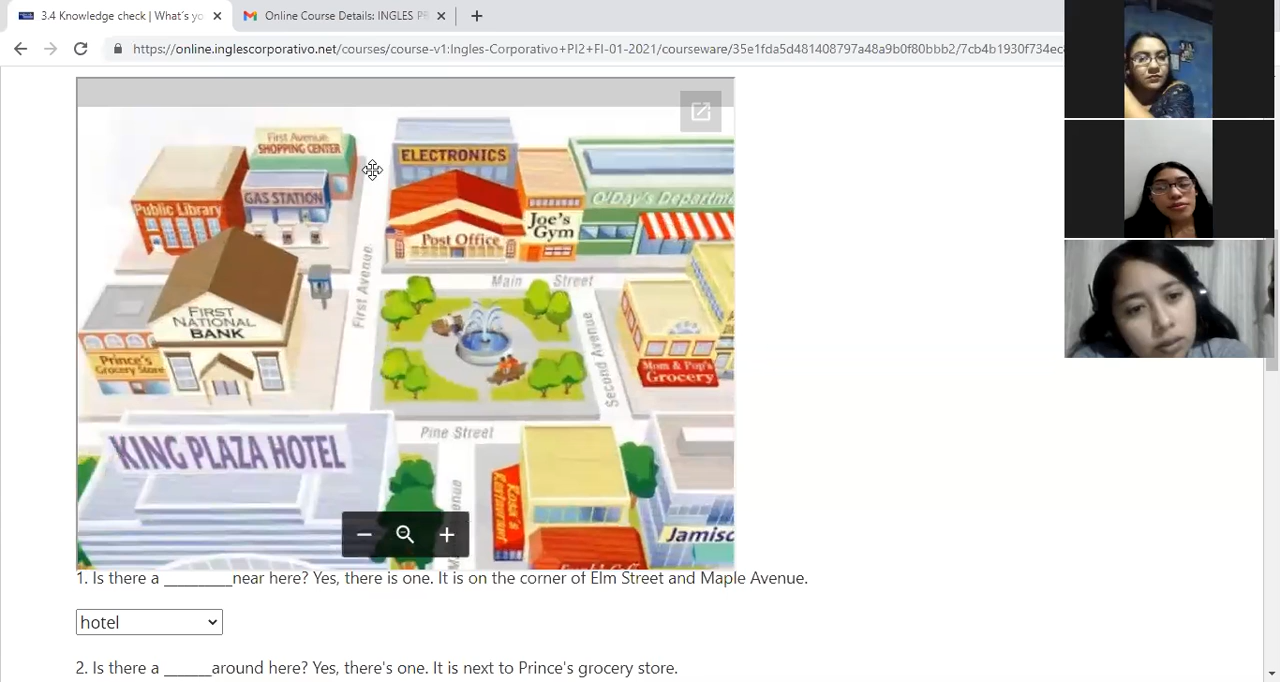 3.4 Knowledge check | What´s yo
Online Course Details: INGLES PR
https://online.inglescorporativo.net/courses/course-v1:Ingles-Corporativo+PI2+FI-01-2021/courseware/35e1fda5d481408797a48a9b0f80bbb2/7cb4b1930f734ec
First Avenue
SHOPPING CENTER
ELECTRONICS
GAS STATION
O'Day's Departme
Public Library
Joe's
Gym
Post Office
Main Street
First Avenue
FIRST
NATIONAL
BANK
Second Avenue
Prince's
Grocery Store
Mom & Pop's
Grocery
Pine Street
KING PLAZA HOTEL
Rosa's
Restaurant
Jamisc
1. Is there a _________near here? Yes, there is one. It is on the corner of Elm Street and Maple Avenue.
hotel
2. Is there a ______around here? Yes, there's one. It is next to Prince's grocery store.